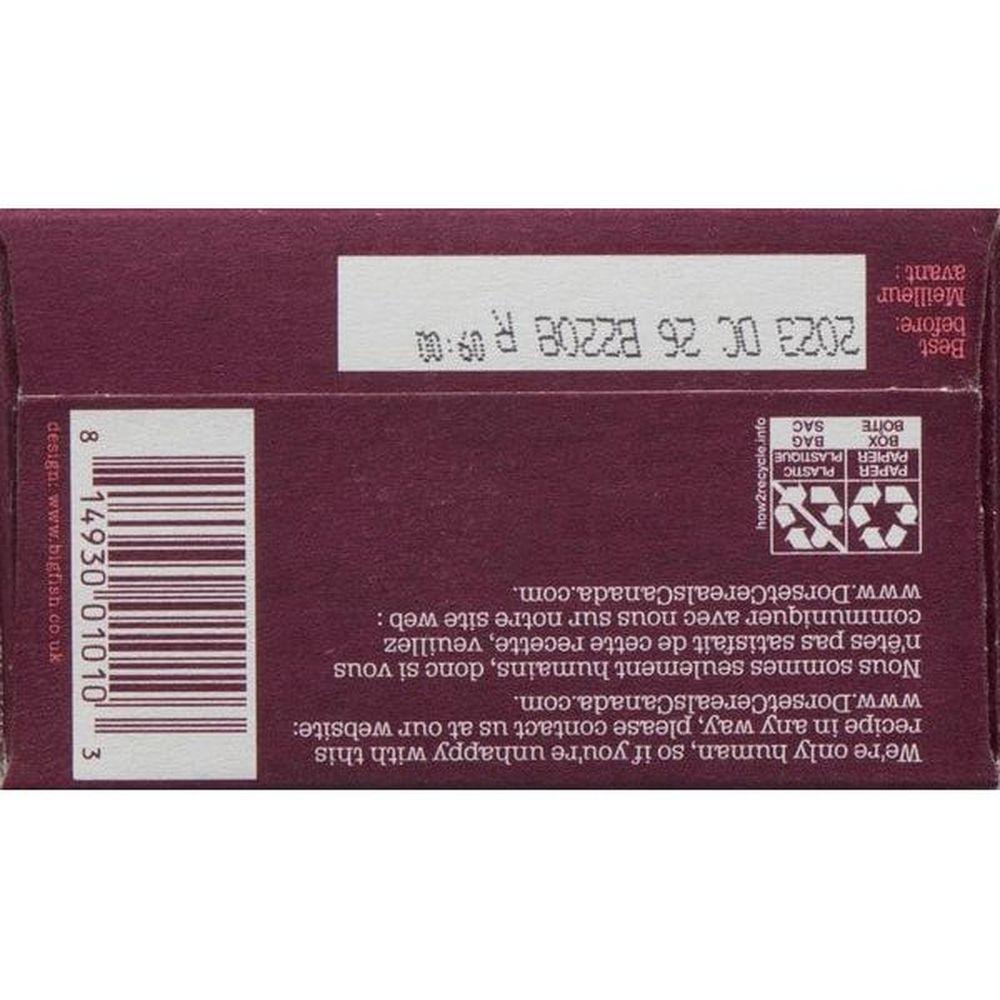 We're only human, so if you're unhappy with this
recipe in any way, please contact us at our website:
www.DorsetCerealsCanada.com.
Nous sommes seulement humains, donc si vous
n'êtes pas satisfait de cette recette, veuillez
communiquer avec nous sur notre site web :
www.DorsetCerealsCanada.com.
PAPER
PAPIER
BOX
BOÎTE
PLASTIC
PLASTIQUE
BAG
SAC
how2recycle.info
Best
before:
Meilleur
avant :
2023 DC 26 B2208 R 09:02
8 14930 01010 3
design: www.bigfish.co.uk